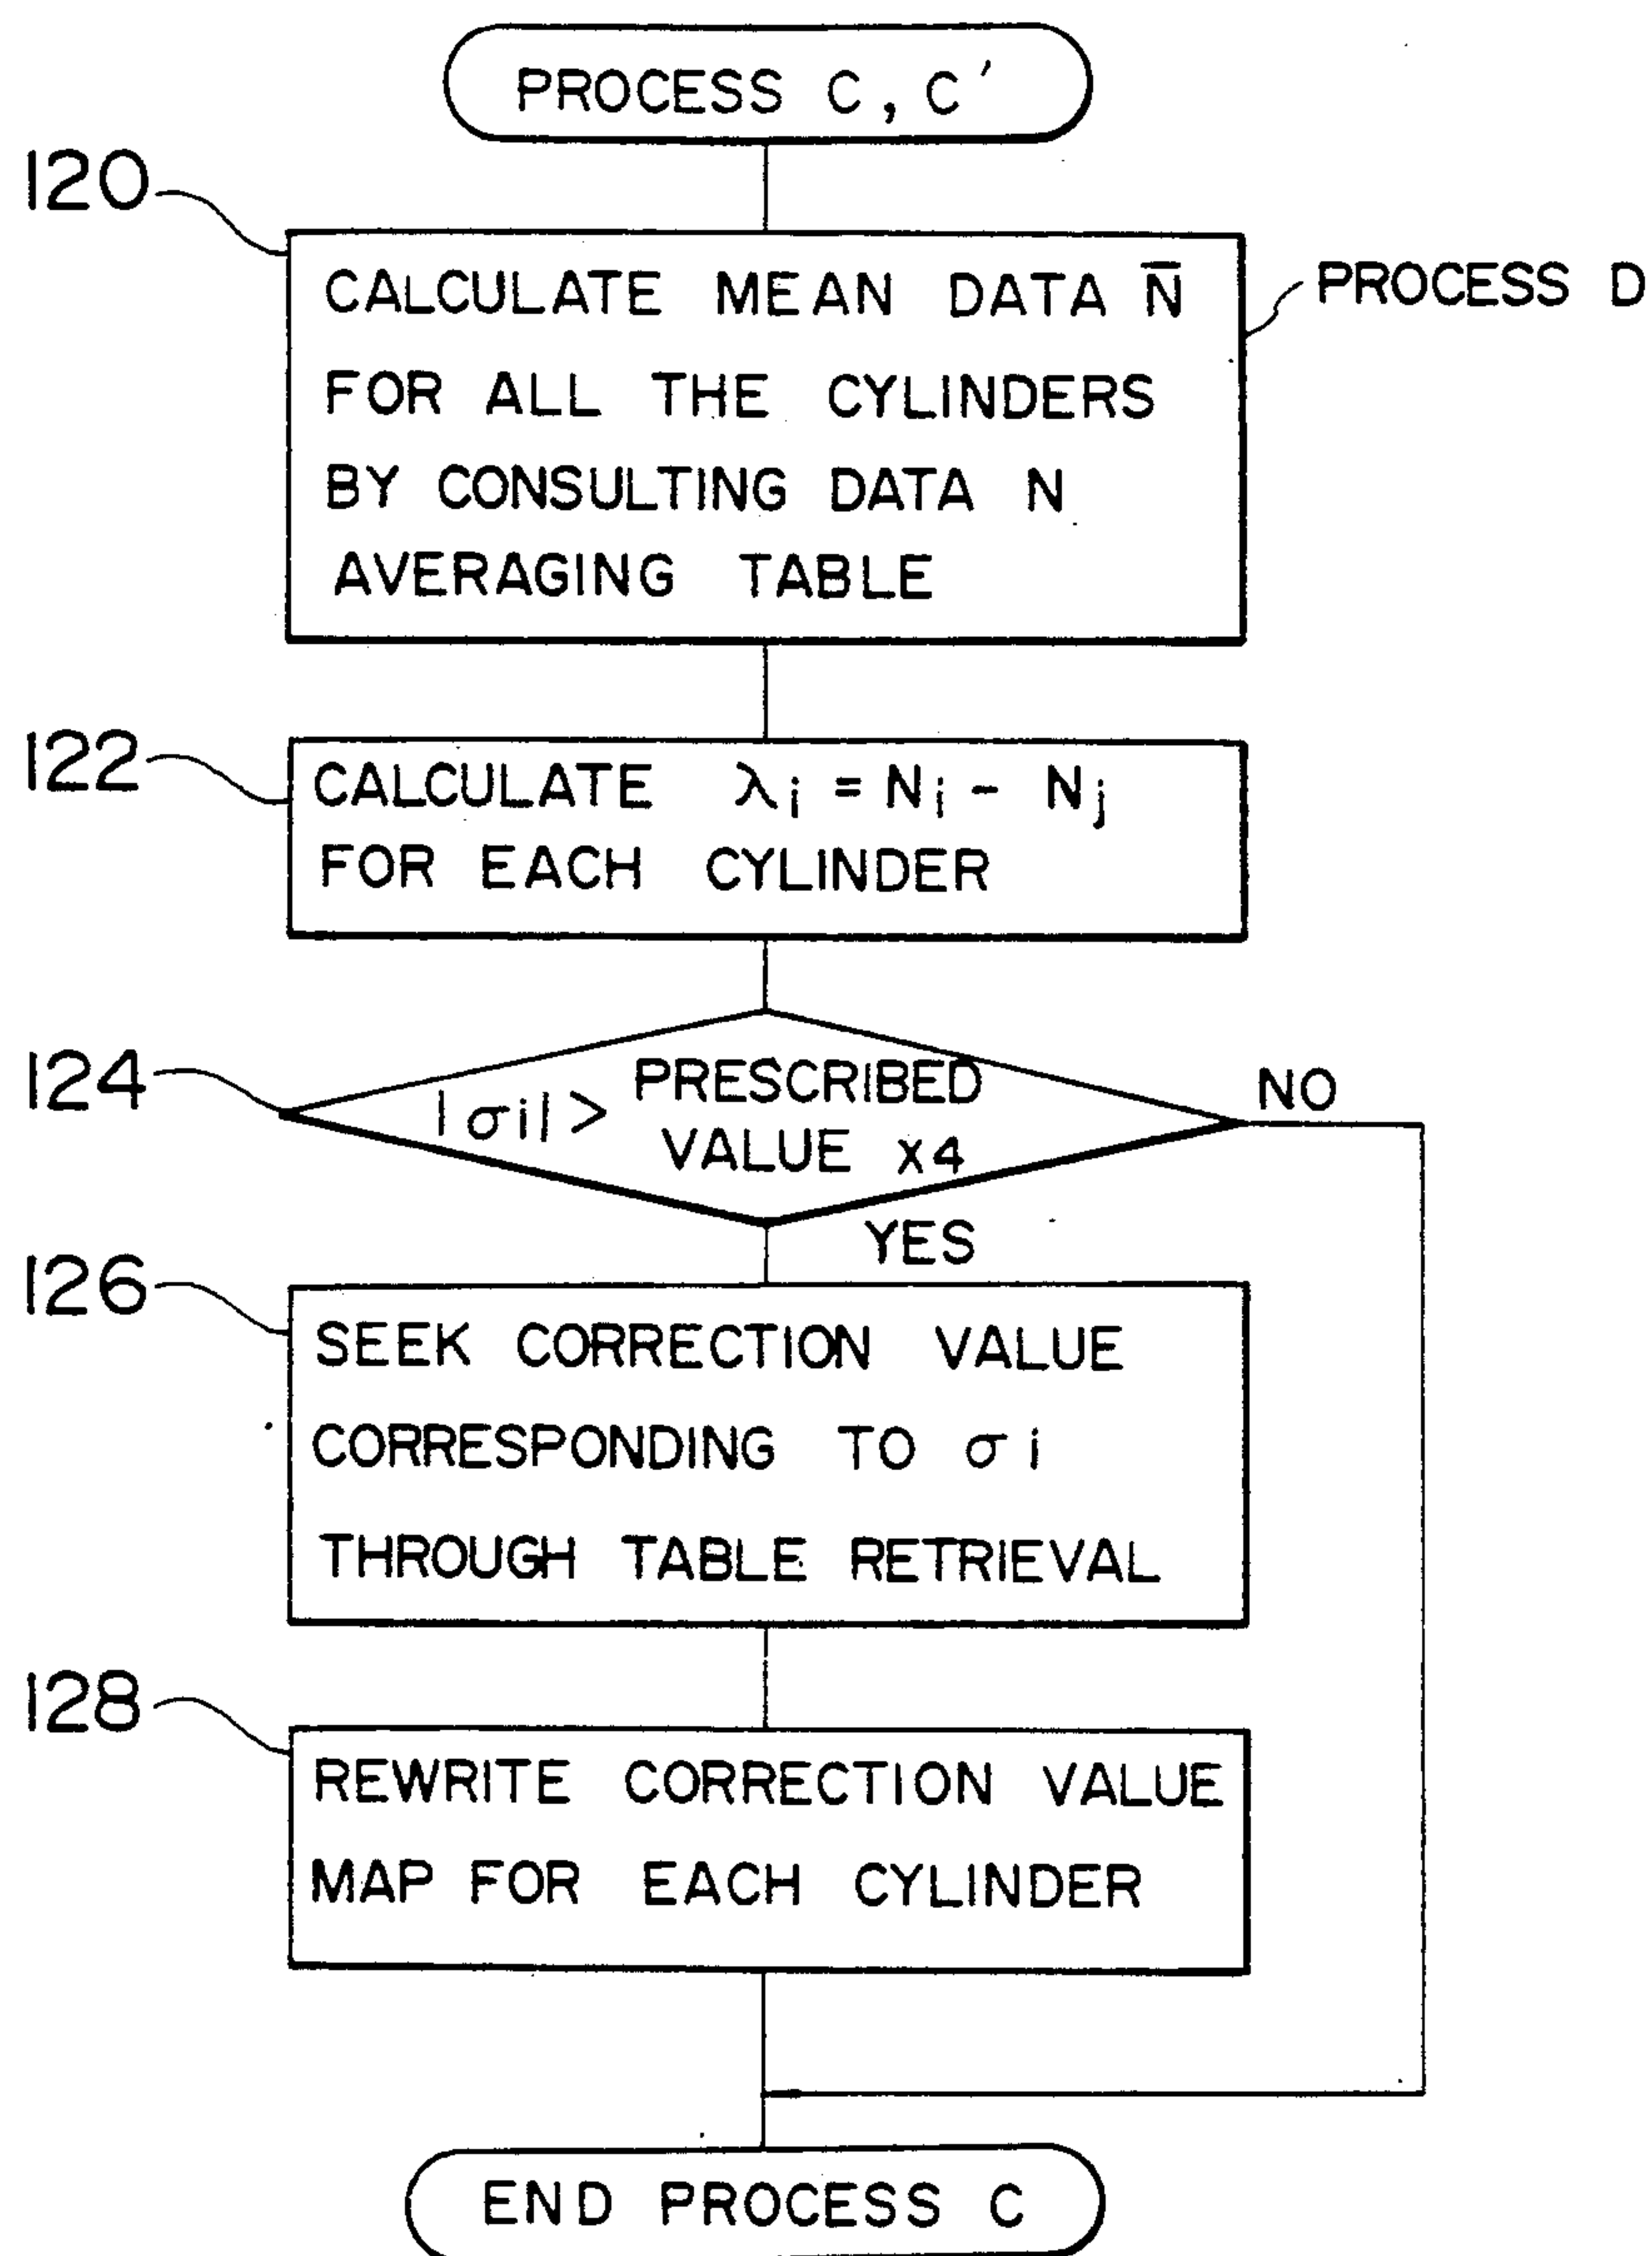 PROCESS C, C'
120
CALCULATE MEAN DATA N̄
PROCESS D
FOR ALL THE CYLINDERS
BY CONSULTING DATA N
AVERAGING TABLE
122
CALCULATE λi = Ni - Nj
FOR EACH CYLINDER
124
|σi| > PRESCRIBED
VALUE x4
NO
YES
126
SEEK CORRECTION VALUE
CORRESPONDING TO σi
THROUGH TABLE RETRIEVAL
128
REWRITE CORRECTION VALUE
MAP FOR EACH CYLINDER
END PROCESS C